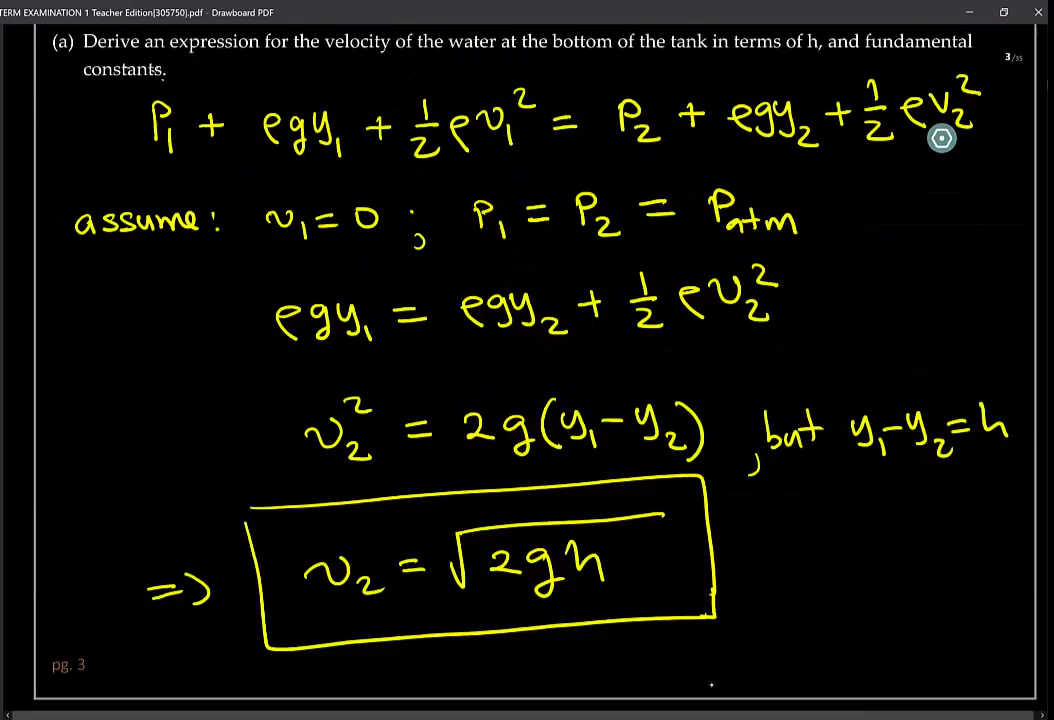 TERM EXAMINATION 1 Teacher Edition[305750].pdf - Drawboard PDF
(a) Derive an expression for the velocity of the water at the bottom of the tank in terms of h, and fundamental
constants.
3/35
P₁ + ρgy₁ + ½ρv₁² = P₂ + ρgy₂ + ½ρv₂²
assume: v₁ = 0 ; P₁ = P₂ = Patm
ρgy₁ = ρgy₂ + ½ρv₂²
v₂² = 2g(y₁-y₂) , but y₁-y₂=h
=> v₂ = √2gh
pg. 3